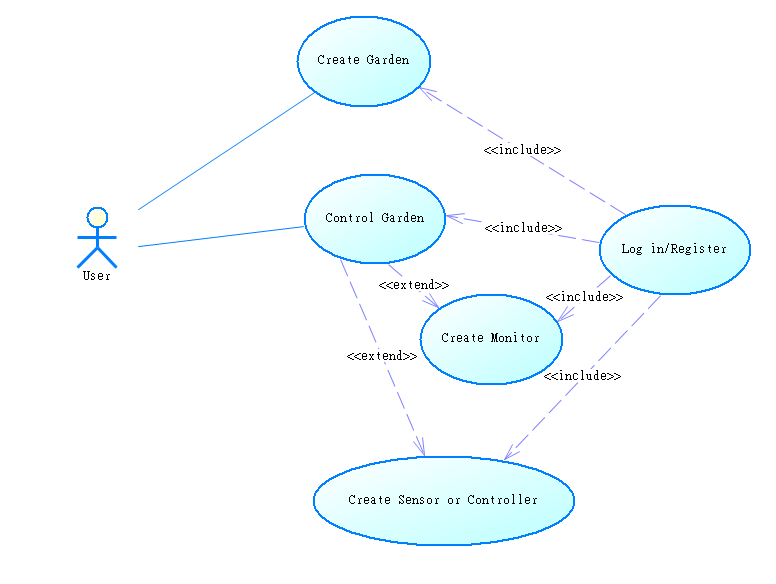 Create Garden
<<include>>
Control Garden
<<include>>
Log in/Register
User
<<extend>>
<<include>>
Create Monitor
<<extend>>
<<include>>
Create Sensor or Controller